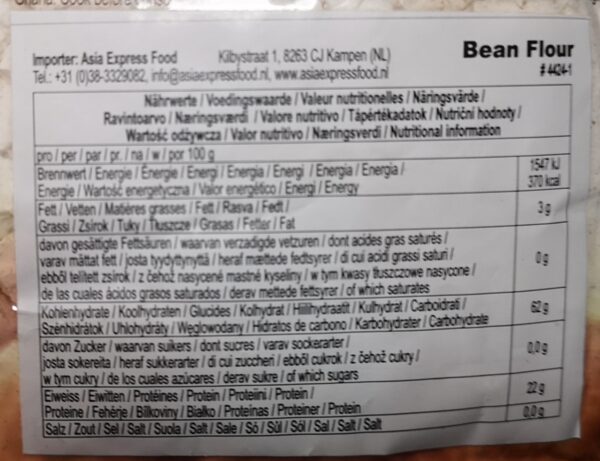 Importer: Asia Express Food Kilbystraat 1, 8263 CJ Kampen (NL)
Bean Flour
Tel.: +31 (0)38-3329082, info@asiaexpressfood.nl, www.asiaexpressfood.nl
# 4424-1
Nährwerte / Voedingswaarde / Valeur nutritionelles / Näringsvärde /
Ravintoarvo / Næringsværdi / Valore nutritivo / Tápértékadatok / Nutriční hodnoty /
Wartość odżywcza / Valor nutritivo / Næringsverdi / Nutritional information
pro / per / par / pr. / na / w / por 100 g
Brennwert / Energie / Énergie / Energi / Energia / Energi / Energia / Energia / 1547 kJ
Energie / Wartość energetyczna / Valor energético / Energi / Energy 370 kcal
Fett / Vetten / Matières grasses / Fett / Rasva / Fedt /
Grassi / Zsírok / Tuky / Tłuszcze / Grasas / Fetter / Fat 3 g
davon gesättigte Fettsäuren / waarvan verzadigde vetzuren / dont acides gras saturés /
varav mättat fett / josta tyydyttynyttä / heraf mættede fedtsyrer / di cui acidi grassi saturi /
ebből telített zsírok / z čehož nasycené mastné kyseliny / w tym kwasy tłuszczowe nasycone / 0 g
de las cuales ácidos grasos saturados / derav mettede fettsyrer / of which saturates
Kohlenhydrate / Koolhydraten / Glucides / Kolhydrat / Hiilihydraatit / Kulhydrat / Carboidrati / 62 g
Szénhidrátok / Uhlohydráty / Węglowodany / Hidratos de carbono / Karbohydrater / Carbohydrate
davon Zucker / waarvan suikers / dont sucres / varav sockerarter /
josta sokereita / heraf sukkerarter / di cui zuccheri / ebből cukrok / z čehož cukry / 0,0 g
w tym cukry / de los cuales azúcares / derav sukre / of which sugars
Eiweiss / Eiwitten / Protéines / Protein / Proteiini / Protein / 22 g
Proteine / Fehérje / Bílkoviny / Białko / Proteínas / Proteiner / Protein
Salz / Zout / Sel / Salt / Suola / Salt / Sale / Só / Sůl / Sól / Sal / Salt / Salt 0,0 g